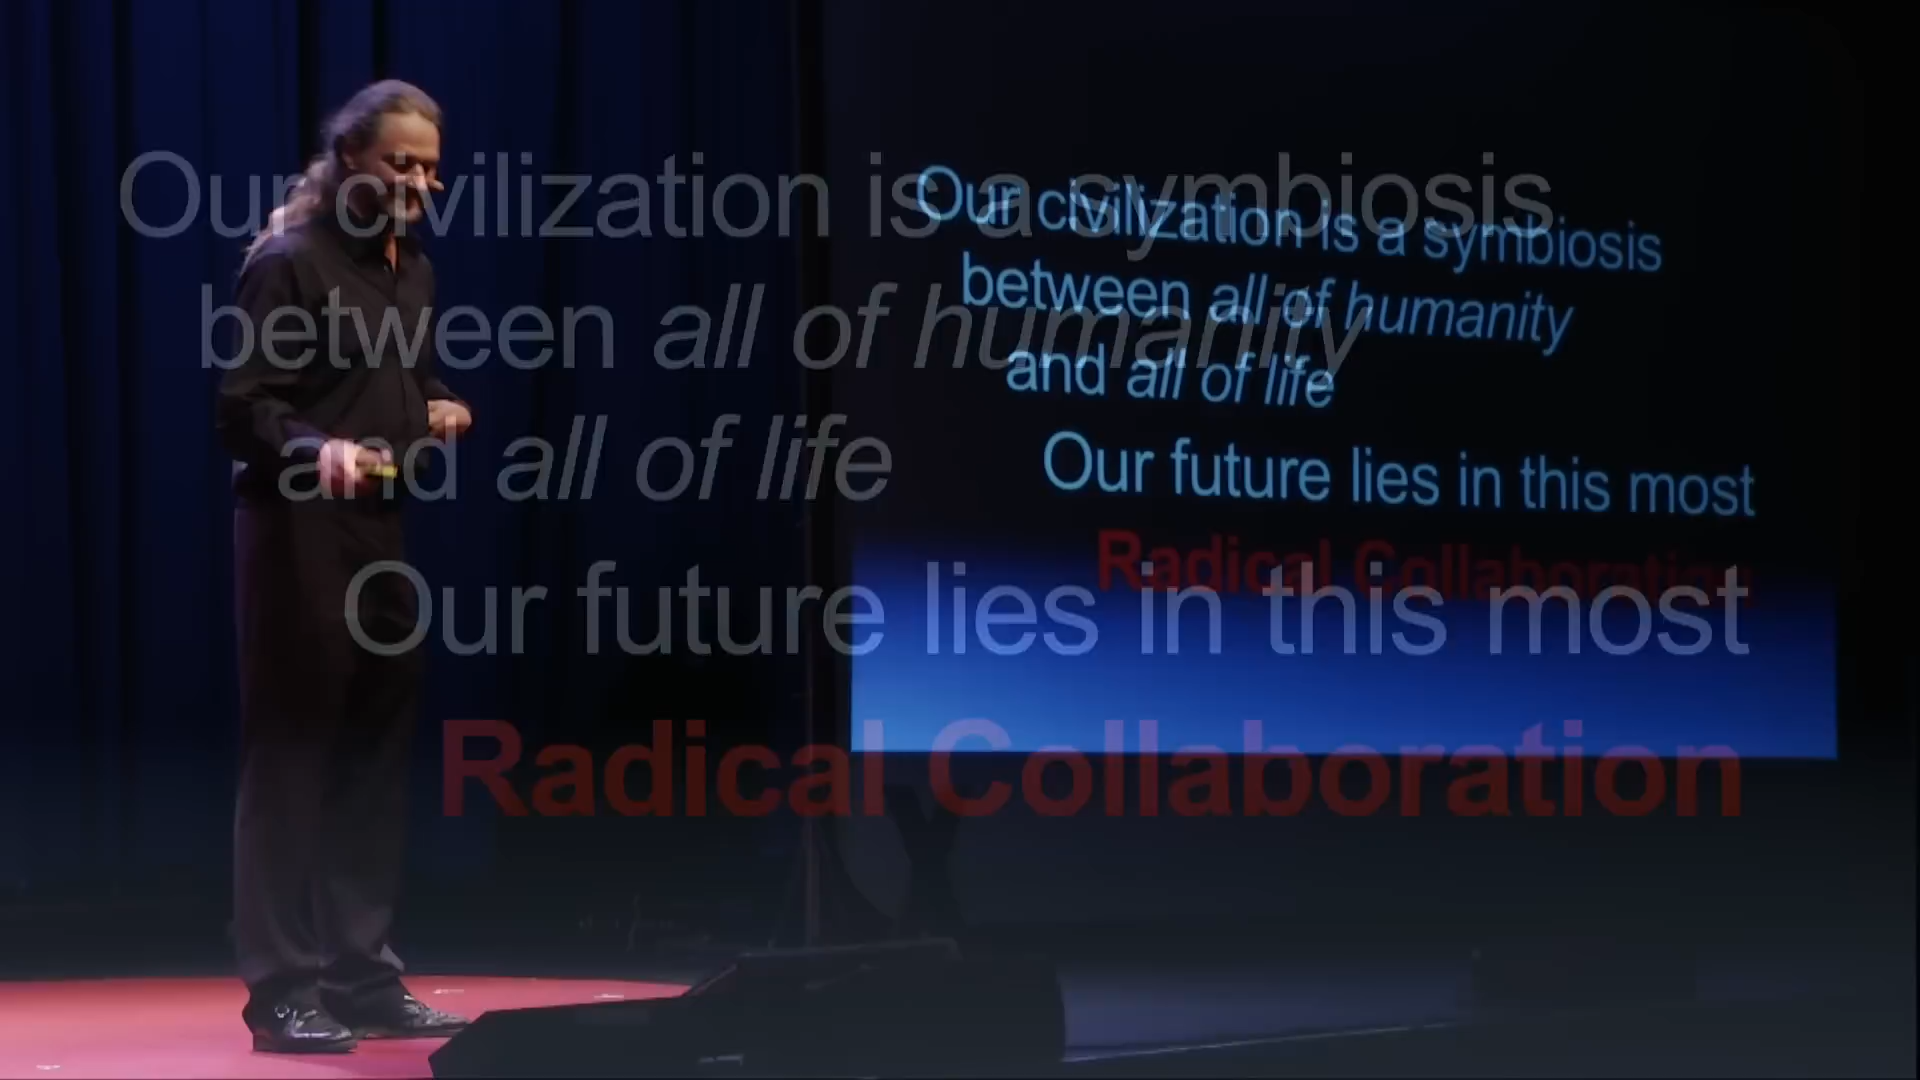 Our civilization is a symbiosis
between all of humanity
and all of life
Our future lies in this most
Radical Collaboration
Our civilization is a symbiosis
between all of humanity
and all of life
Our future lies in this most
Radical Collaboration